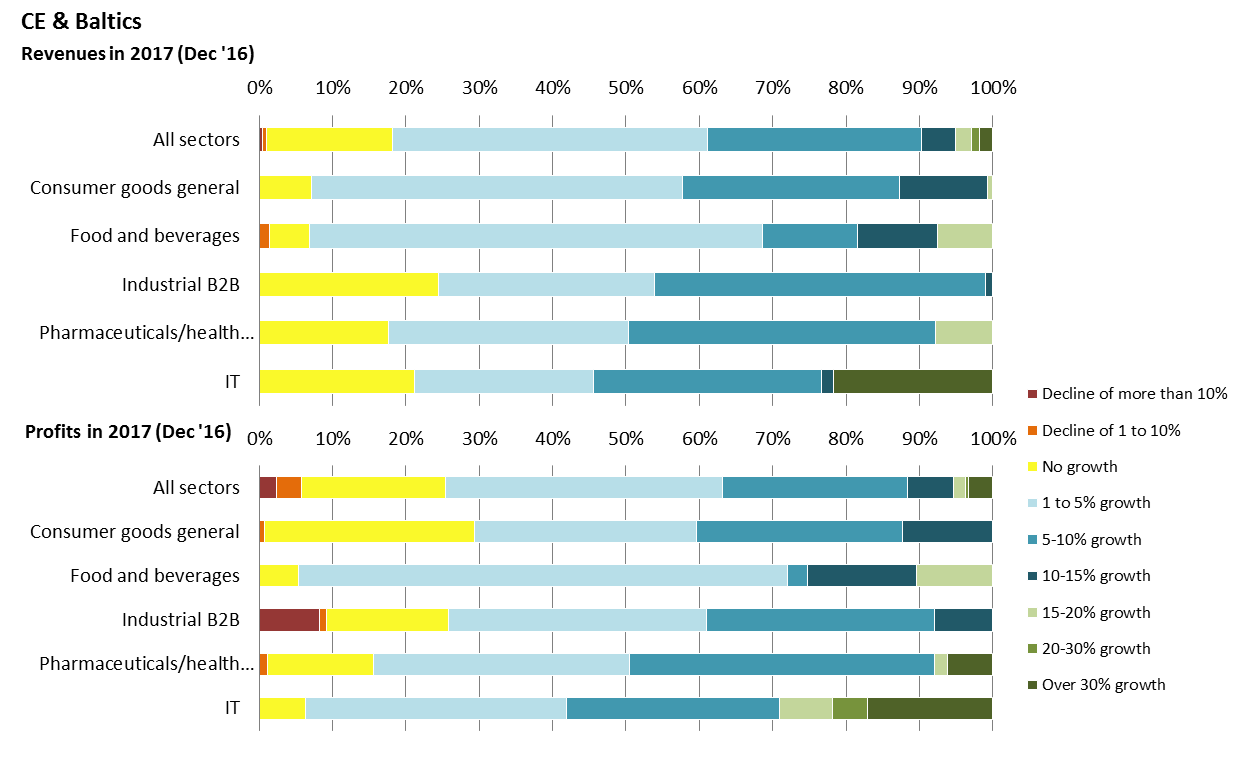 CE & Baltics
Revenues in 2017 (Dec '16)
0% 10% 20% 30% 40% 50% 60% 70% 80% 90% 100%
All sectors
Consumer goods general
Food and beverages
Industrial B2B
Pharmaceuticals/health...
IT
Profits in 2017 (Dec '16)
0% 10% 20% 30% 40% 50% 60% 70% 80% 90% 100%
All sectors
Consumer goods general
Food and beverages
Industrial B2B
Pharmaceuticals/health...
IT
Decline of more than 10%
Decline of 1 to 10%
No growth
1 to 5% growth
5-10% growth
10-15% growth
15-20% growth
20-30% growth
Over 30% growth